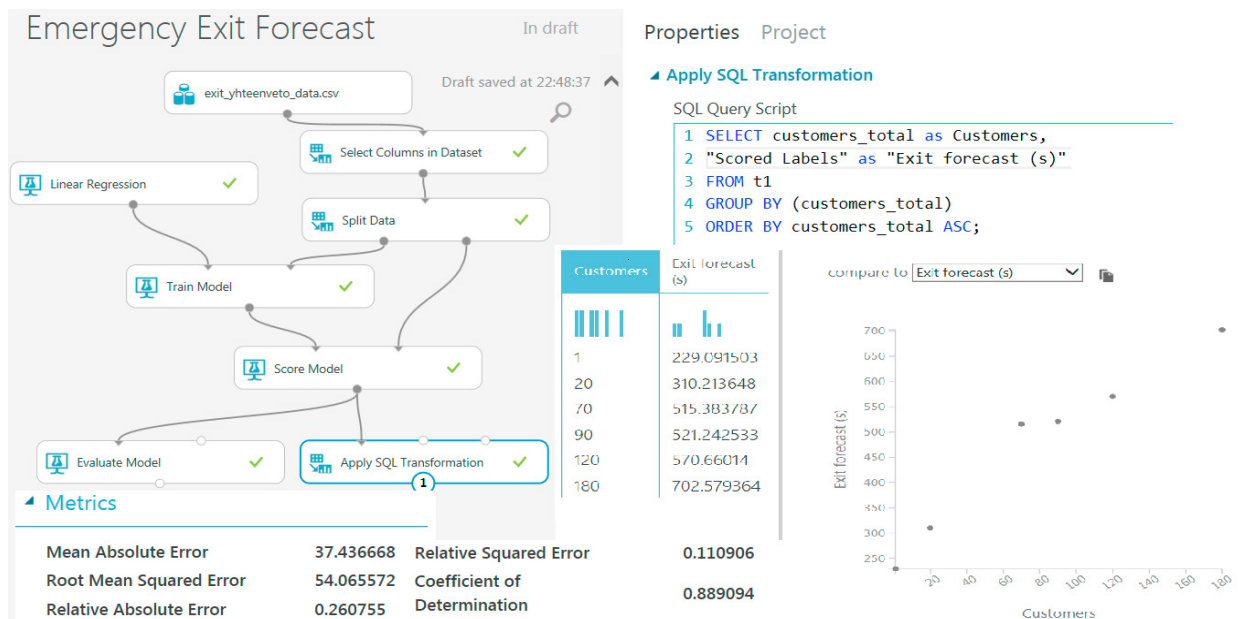 Emergency Exit Forecast
In draft
Draft saved at 22:48:37
exit_yhteenveto_data.csv
Select Columns in Dataset
Linear Regression
Split Data
Train Model
Score Model
Evaluate Model
Apply SQL Transformation
1
Properties Project
Apply SQL Transformation
SQL Query Script
1 SELECT customers_total as Customers,
2 "Scored Labels" as "Exit forecast (s)"
3 FROM t1
4 GROUP BY (customers_total)
5 ORDER BY customers_total ASC;
Customers
Exit forecast
(s)
1 229.091503
20 310.213648
70 515.383787
90 521.242533
120 570.66014
180 702.579364
compare to Exit forecast (s)
700
650
600
550
500
450
400
350
300
250
Exit forecast (s)
20 40 60 80 100 120 140 160 180
Customers
Metrics
Mean Absolute Error 37.436668
Root Mean Squared Error 54.065572
Relative Absolute Error 0.260755
Relative Squared Error 0.110906
Coefficient of
Determination 0.889094